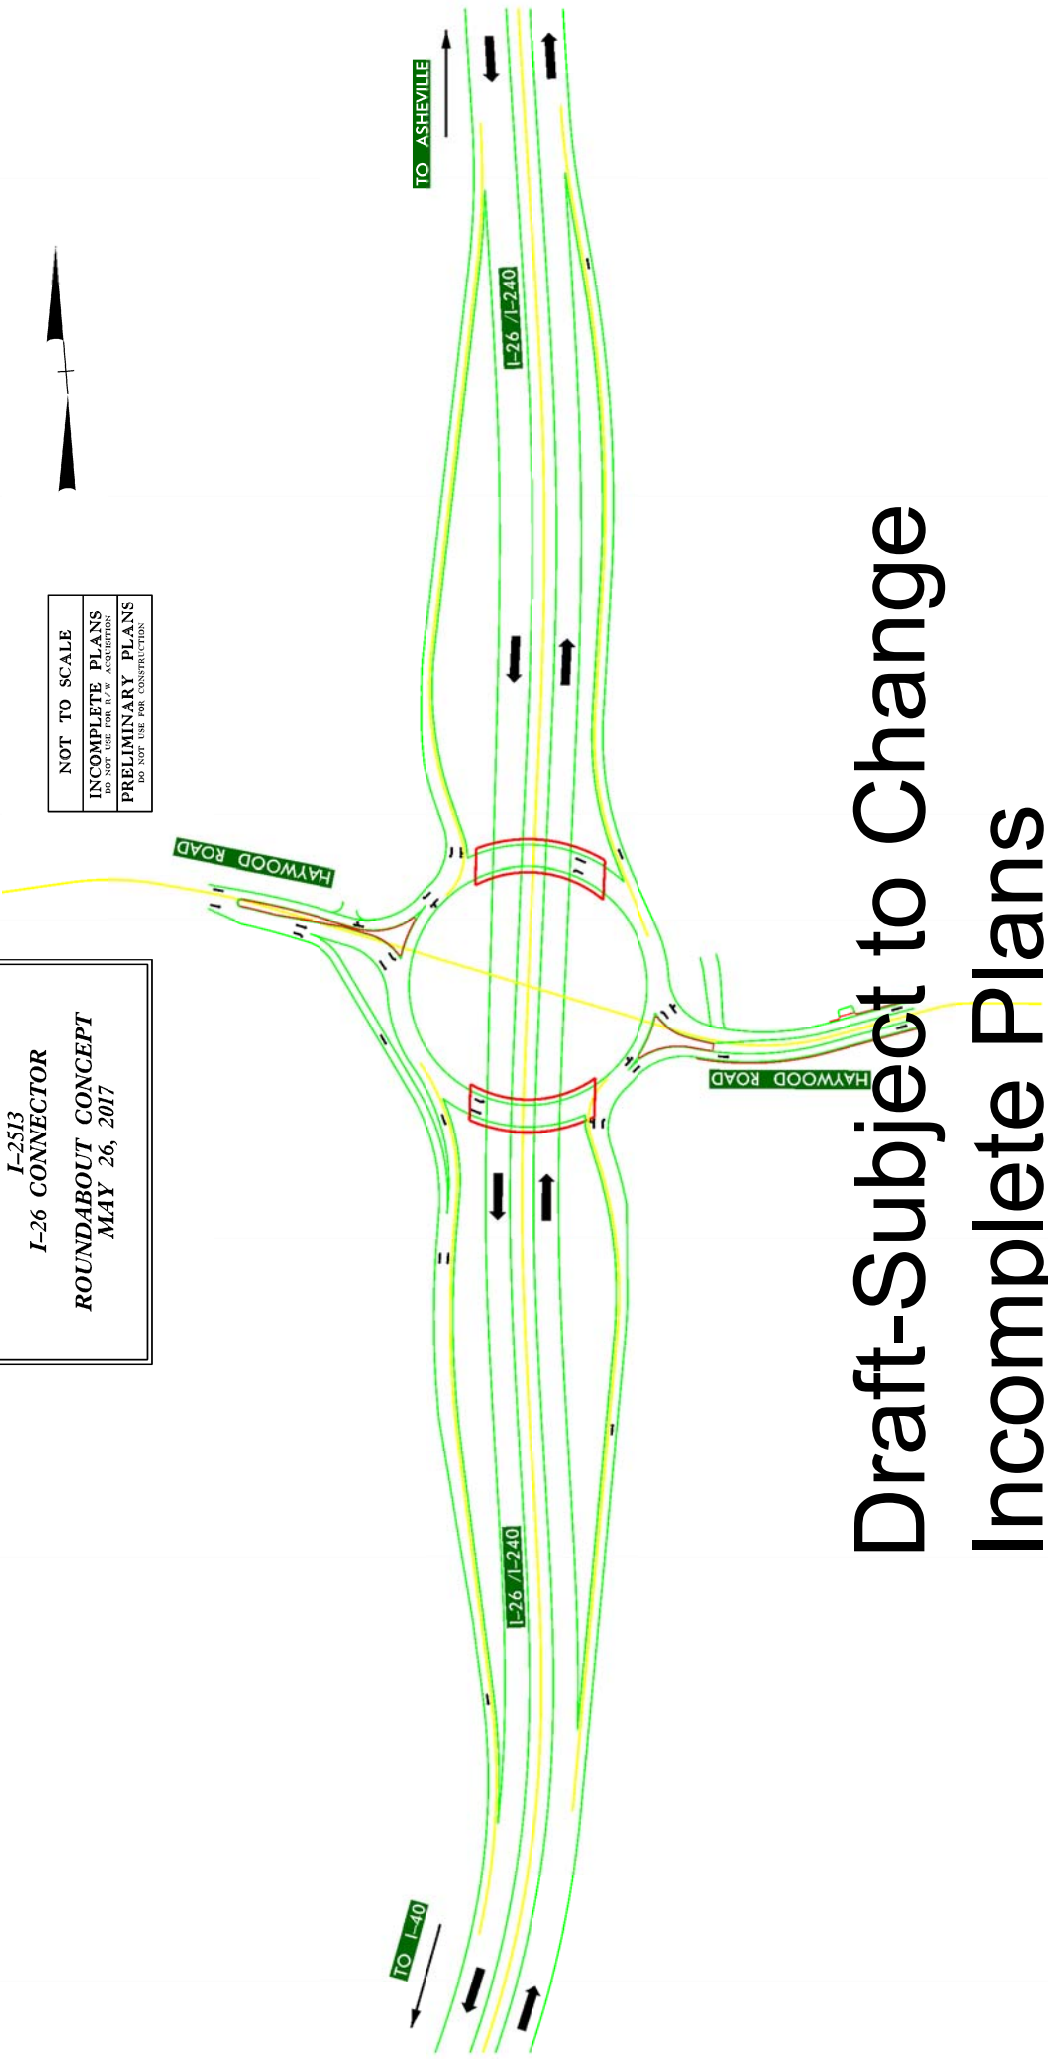 I-2513
I-26 CONNECTOR
ROUNDABOUT CONCEPT
MAY 26, 2017
NOT TO SCALE
INCOMPLETE PLANS
DO NOT USE FOR R/W ACQUISITION
PRELIMINARY PLANS
DO NOT USE FOR CONSTRUCTION
HAYWOOD ROAD
TO I-40
TO ASHEVILLE
I-26 /I-240
I-26 /I-240
HAYWOOD ROAD
Draft-Subject to Change
Incomplete Plans